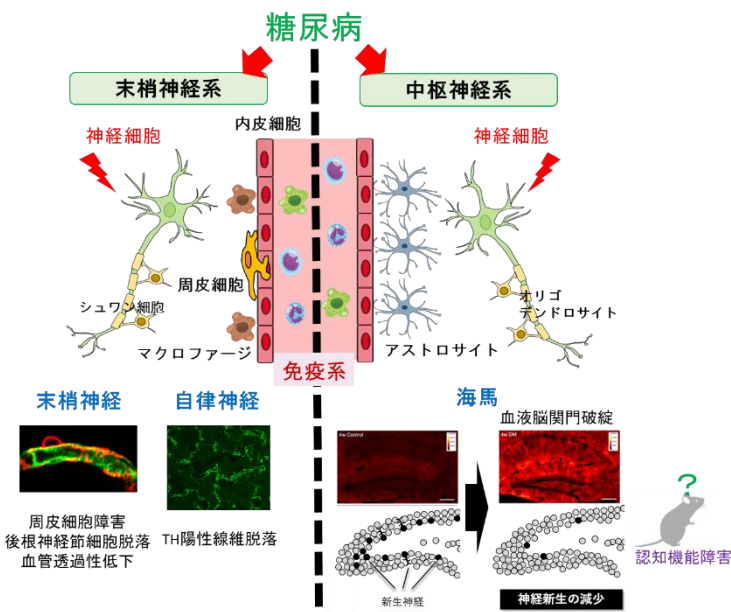 糖尿病
末梢神経系
中枢神経系
内皮細胞
神経細胞
神経細胞
周皮細胞
シュワン細胞
オリゴ
デンドロサイト
マクロファージ
アストロサイト
免疫系
末梢神経
自律神経
海馬
血液脳関門破綻
4w Control
4w DM
?
周皮細胞障害
後根神経節細胞脱落
血管透過性低下
TH陽性線維脱落
認知機能障害
新生神経
神経新生の減少